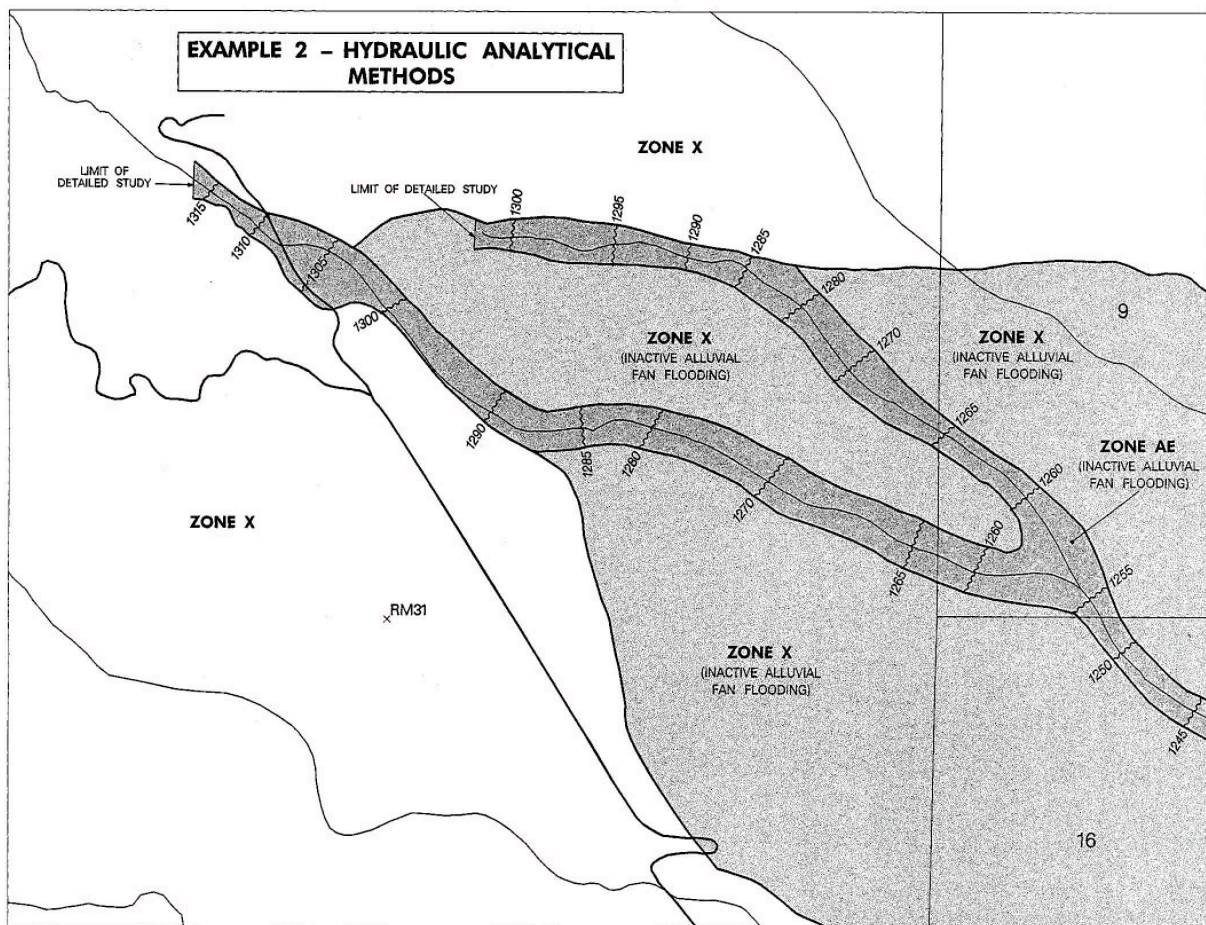 EXAMPLE 2 – HYDRAULIC ANALYTICAL
METHODS
ZONE X
LIMIT OF
DETAILED STUDY
LIMIT OF DETAILED STUDY
1315
1310
1305
1300
1300
1295
1290
1285
1280
1270
1265
1260
1255
1250
1245
1290
1285
1280
1270
1265
1260
ZONE X
(INACTIVE ALLUVIAL
FAN FLOODING)
ZONE X
(INACTIVE ALLUVIAL
FAN FLOODING)
9
ZONE AE
(INACTIVE ALLUVIAL
FAN FLOODING)
ZONE X
RM31
ZONE X
(INACTIVE ALLUVIAL
FAN FLOODING)
16